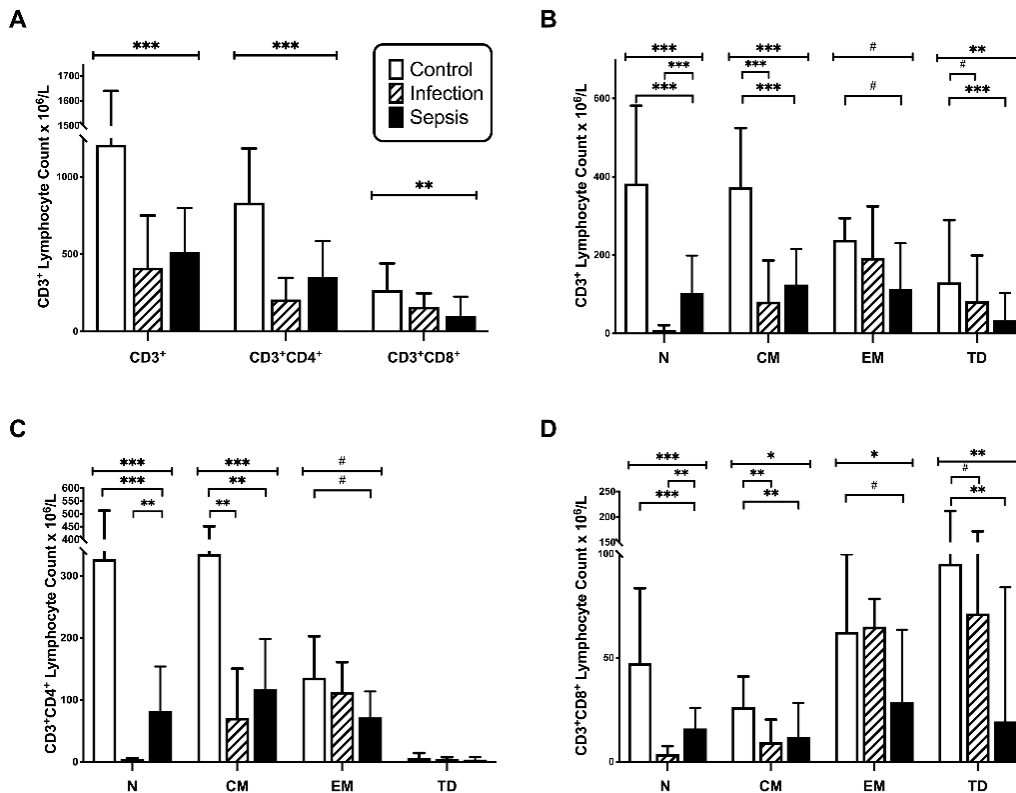 A
***
***
1700
1600
1500
1000
500
0
CD3⁺ Lymphocyte Count x 10⁶/L
Control
Infection
Sepsis
**
CD3⁺
CD3⁺CD4⁺
CD3⁺CD8⁺
B
***
***
#
**
***
***
#
***
***
#
***
600
400
200
0
CD3⁺ Lymphocyte Count x 10⁶/L
N
CM
EM
TD
C
***
***
#
***
**
#
**
**
600
550
500
450
400
300
200
100
0
CD3⁺CD4⁺ Lymphocyte Count x 10⁶/L
N
CM
EM
TD
D
***
*
*
**
**
**
#
***
**
#
**
250
200
150
100
50
0
CD3⁺CD8⁺ Lymphocyte Count x 10⁶/L
N
CM
EM
TD